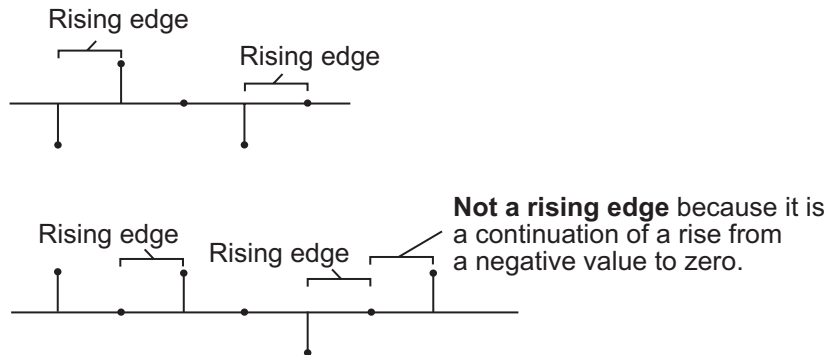 Rising edge
Rising edge
Not a rising edge because it is
a continuation of a rise from
a negative value to zero.
Rising edge
Rising edge